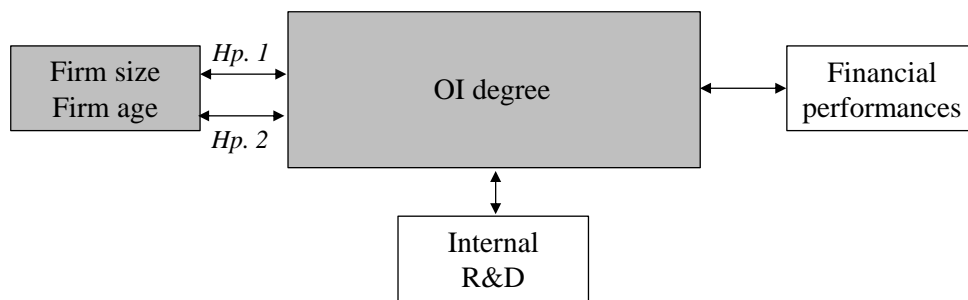 Hp. 1
Firm size
Firm age
Hp. 2
OI degree
Financial
performances
Internal
R&D